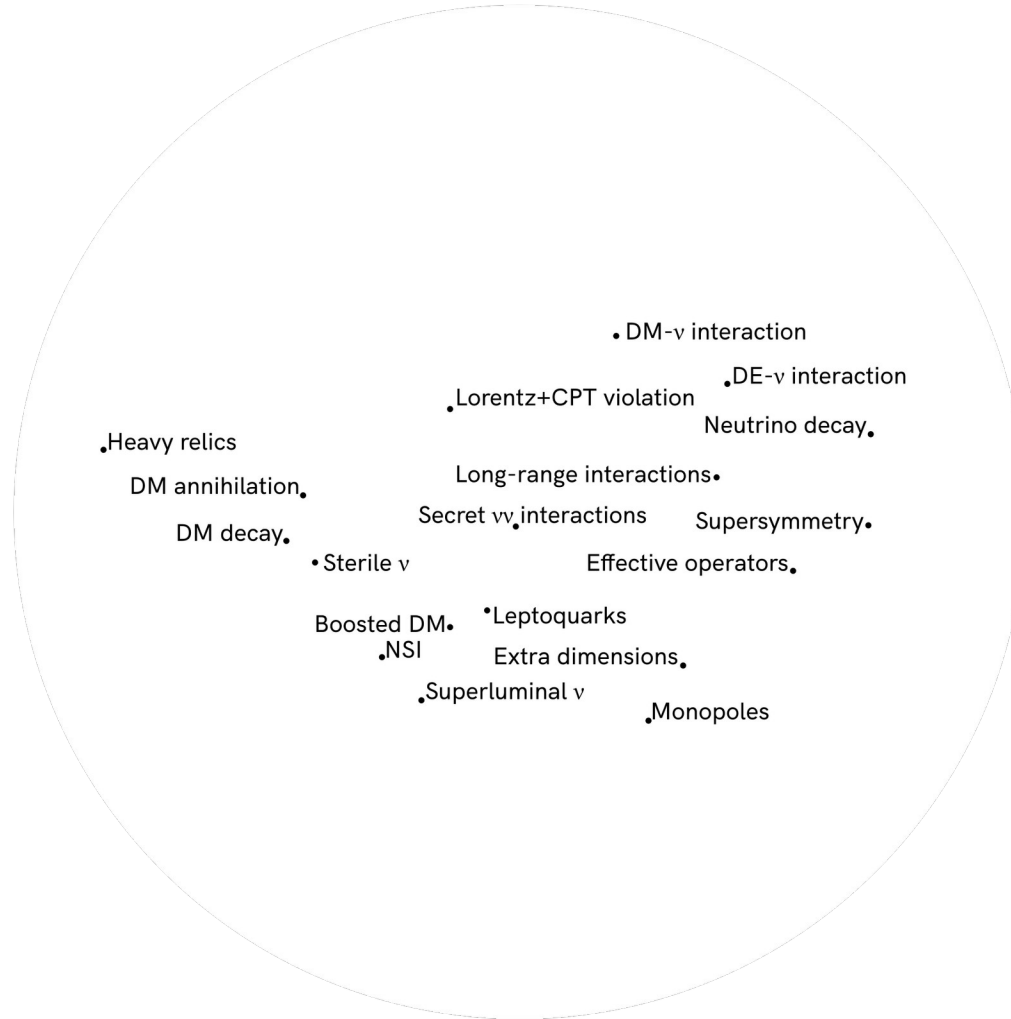 DM-ν interaction
DE-ν interaction
Lorentz+CPT violation
Neutrino decay
Heavy relics
Long-range interactions
DM annihilation
Secret νν interactions
Supersymmetry
DM decay
Sterile ν
Effective operators
Leptoquarks
Boosted DM
NSI
Extra dimensions
Superluminal ν
Monopoles